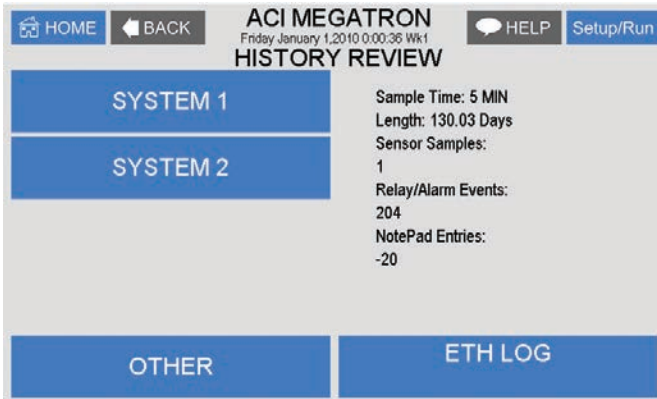 HOME
BACK
ACI MEGATRON
Friday January 1,2010 0:00:36 Wk1
HISTORY REVIEW
HELP
Setup/Run
SYSTEM 1
SYSTEM 2
Sample Time: 5 MIN
Length: 130.03 Days
Sensor Samples:
1
Relay/Alarm Events:
204
NotePad Entries:
-20
OTHER
ETH LOG